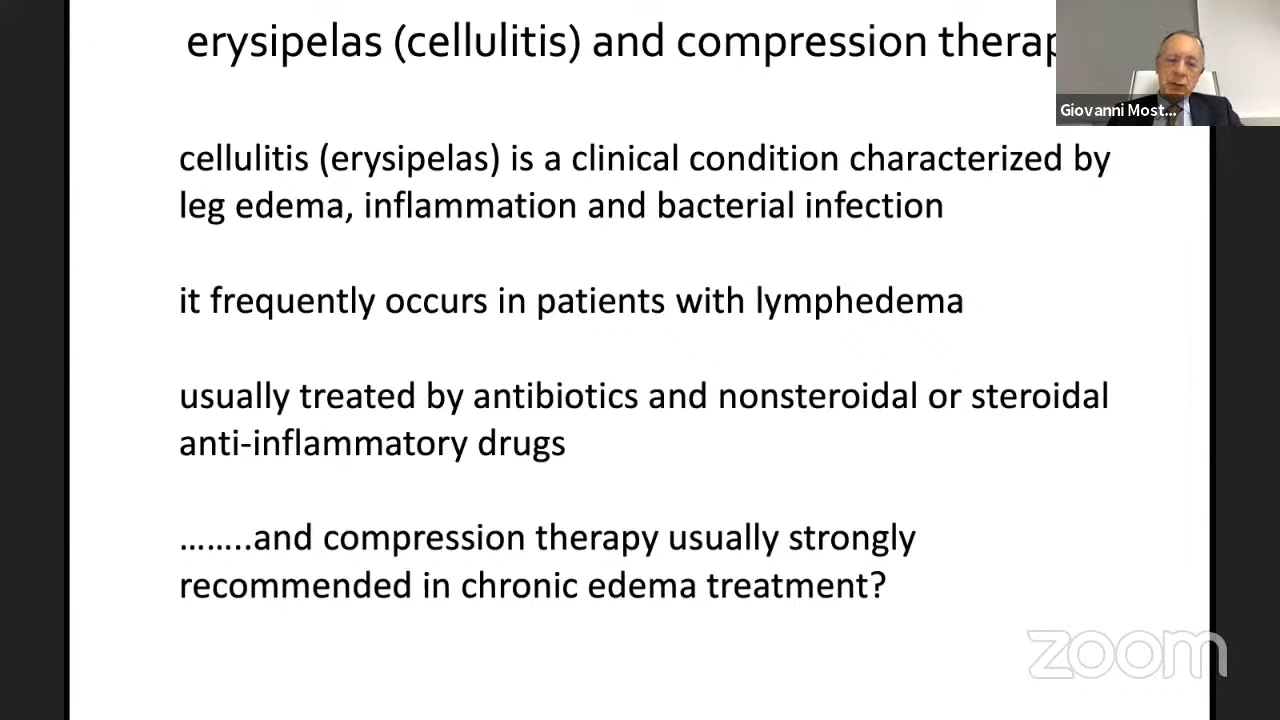 erysipelas (cellulitis) and compression therap
Giovanni Most...
cellulitis (erysipelas) is a clinical condition characterized by
leg edema, inflammation and bacterial infection
it frequently occurs in patients with lymphedema
usually treated by antibiotics and nonsteroidal or steroidal
anti-inflammatory drugs
……..and compression therapy usually strongly
recommended in chronic edema treatment?
zoom